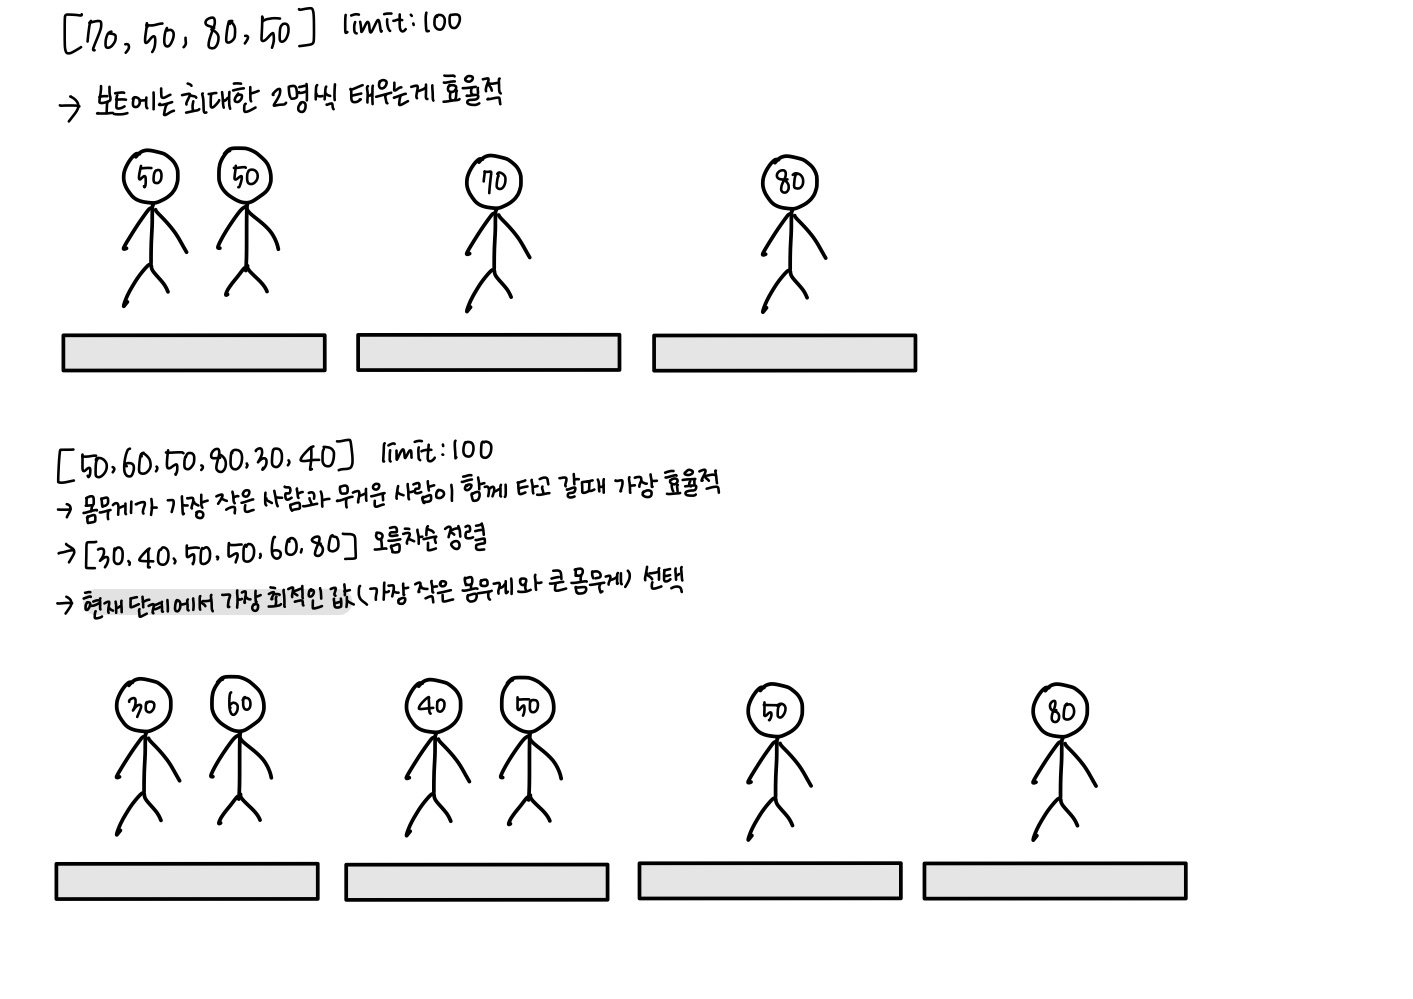 [70, 50, 80, 50] limit:100
→ 보트에는 최대한 2명씩 태우는게 효율적
50 50 70 80
[50, 60, 50, 80, 30, 40] limit:100
→ 몸무게가 가장 작은 사람과 무거운 사람이 함께 타고 갈때 가장 효율적
→ [30, 40, 50, 50, 60, 80] 오름차순 정렬
→ 현재 단계에서 가장 최적인 값(가장 작은 몸무게와 큰 몸무게) 선택
30 60 40 50 50 80